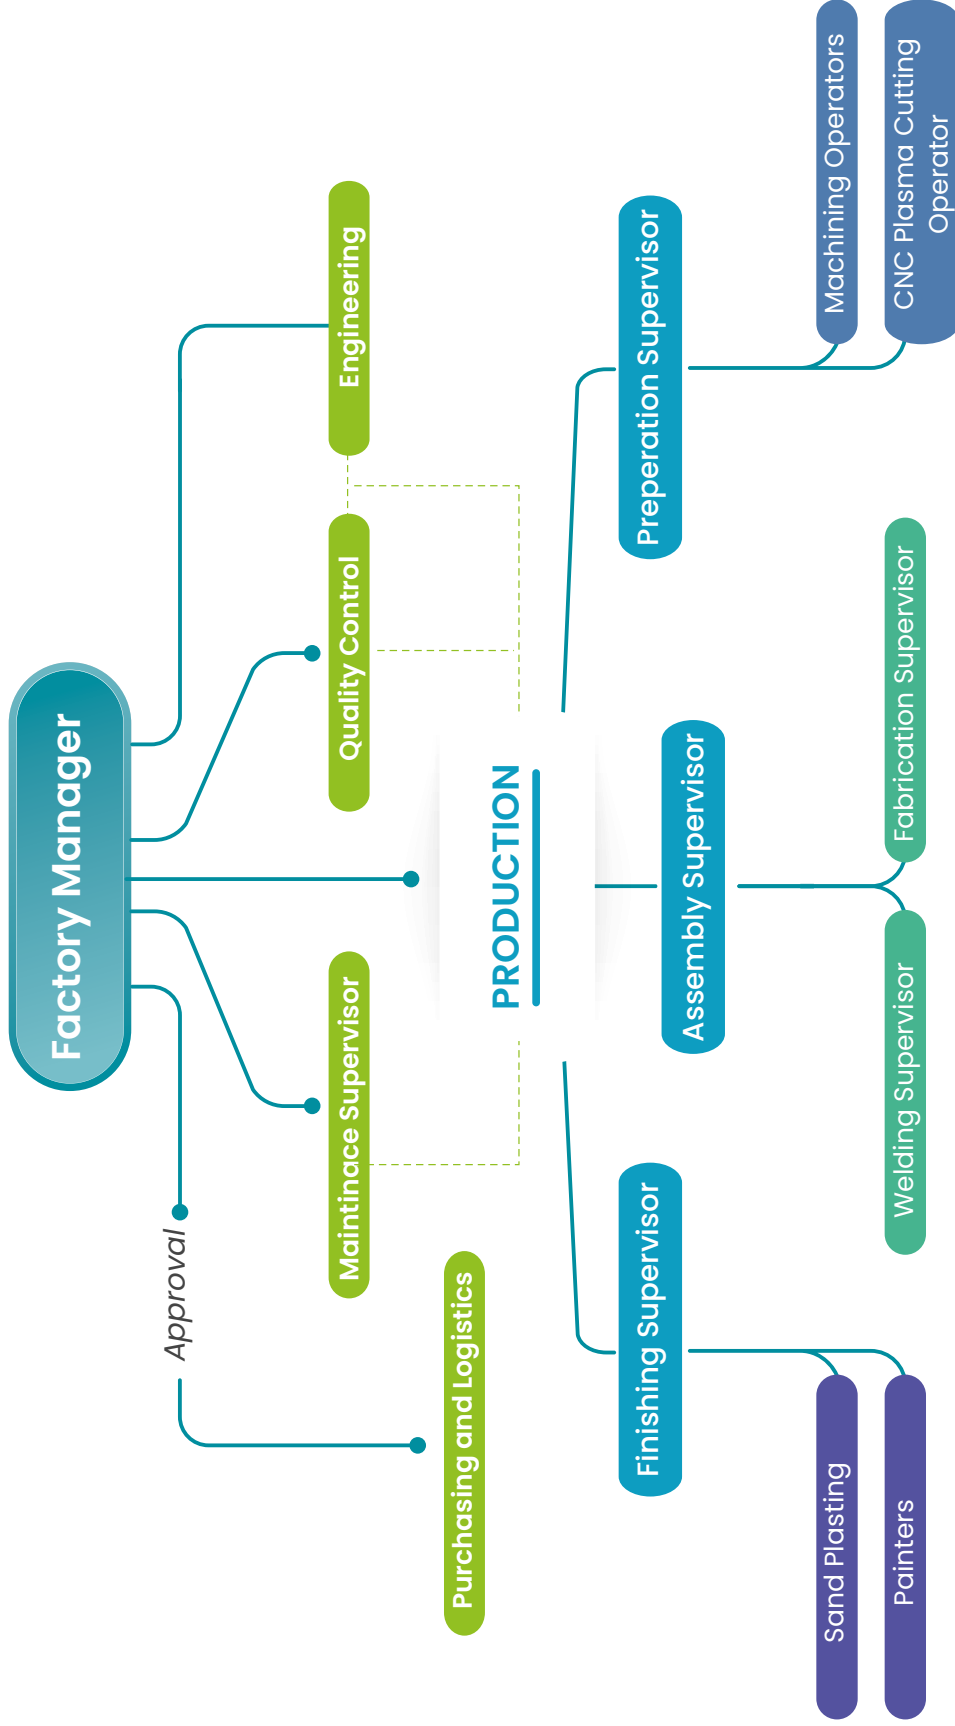 Factory Manager
Approval
Purchasing and Logistics
Maintinace Supervisor
Quality Control
Engineering
PRODUCTION
Finishing Supervisor
Assembly Supervisor
Preperation Supervisor
Sand Plasting
Painters
Welding Supervisor
Fabrication Supervisor
Machining Operators
CNC Plasma Cutting
Operator